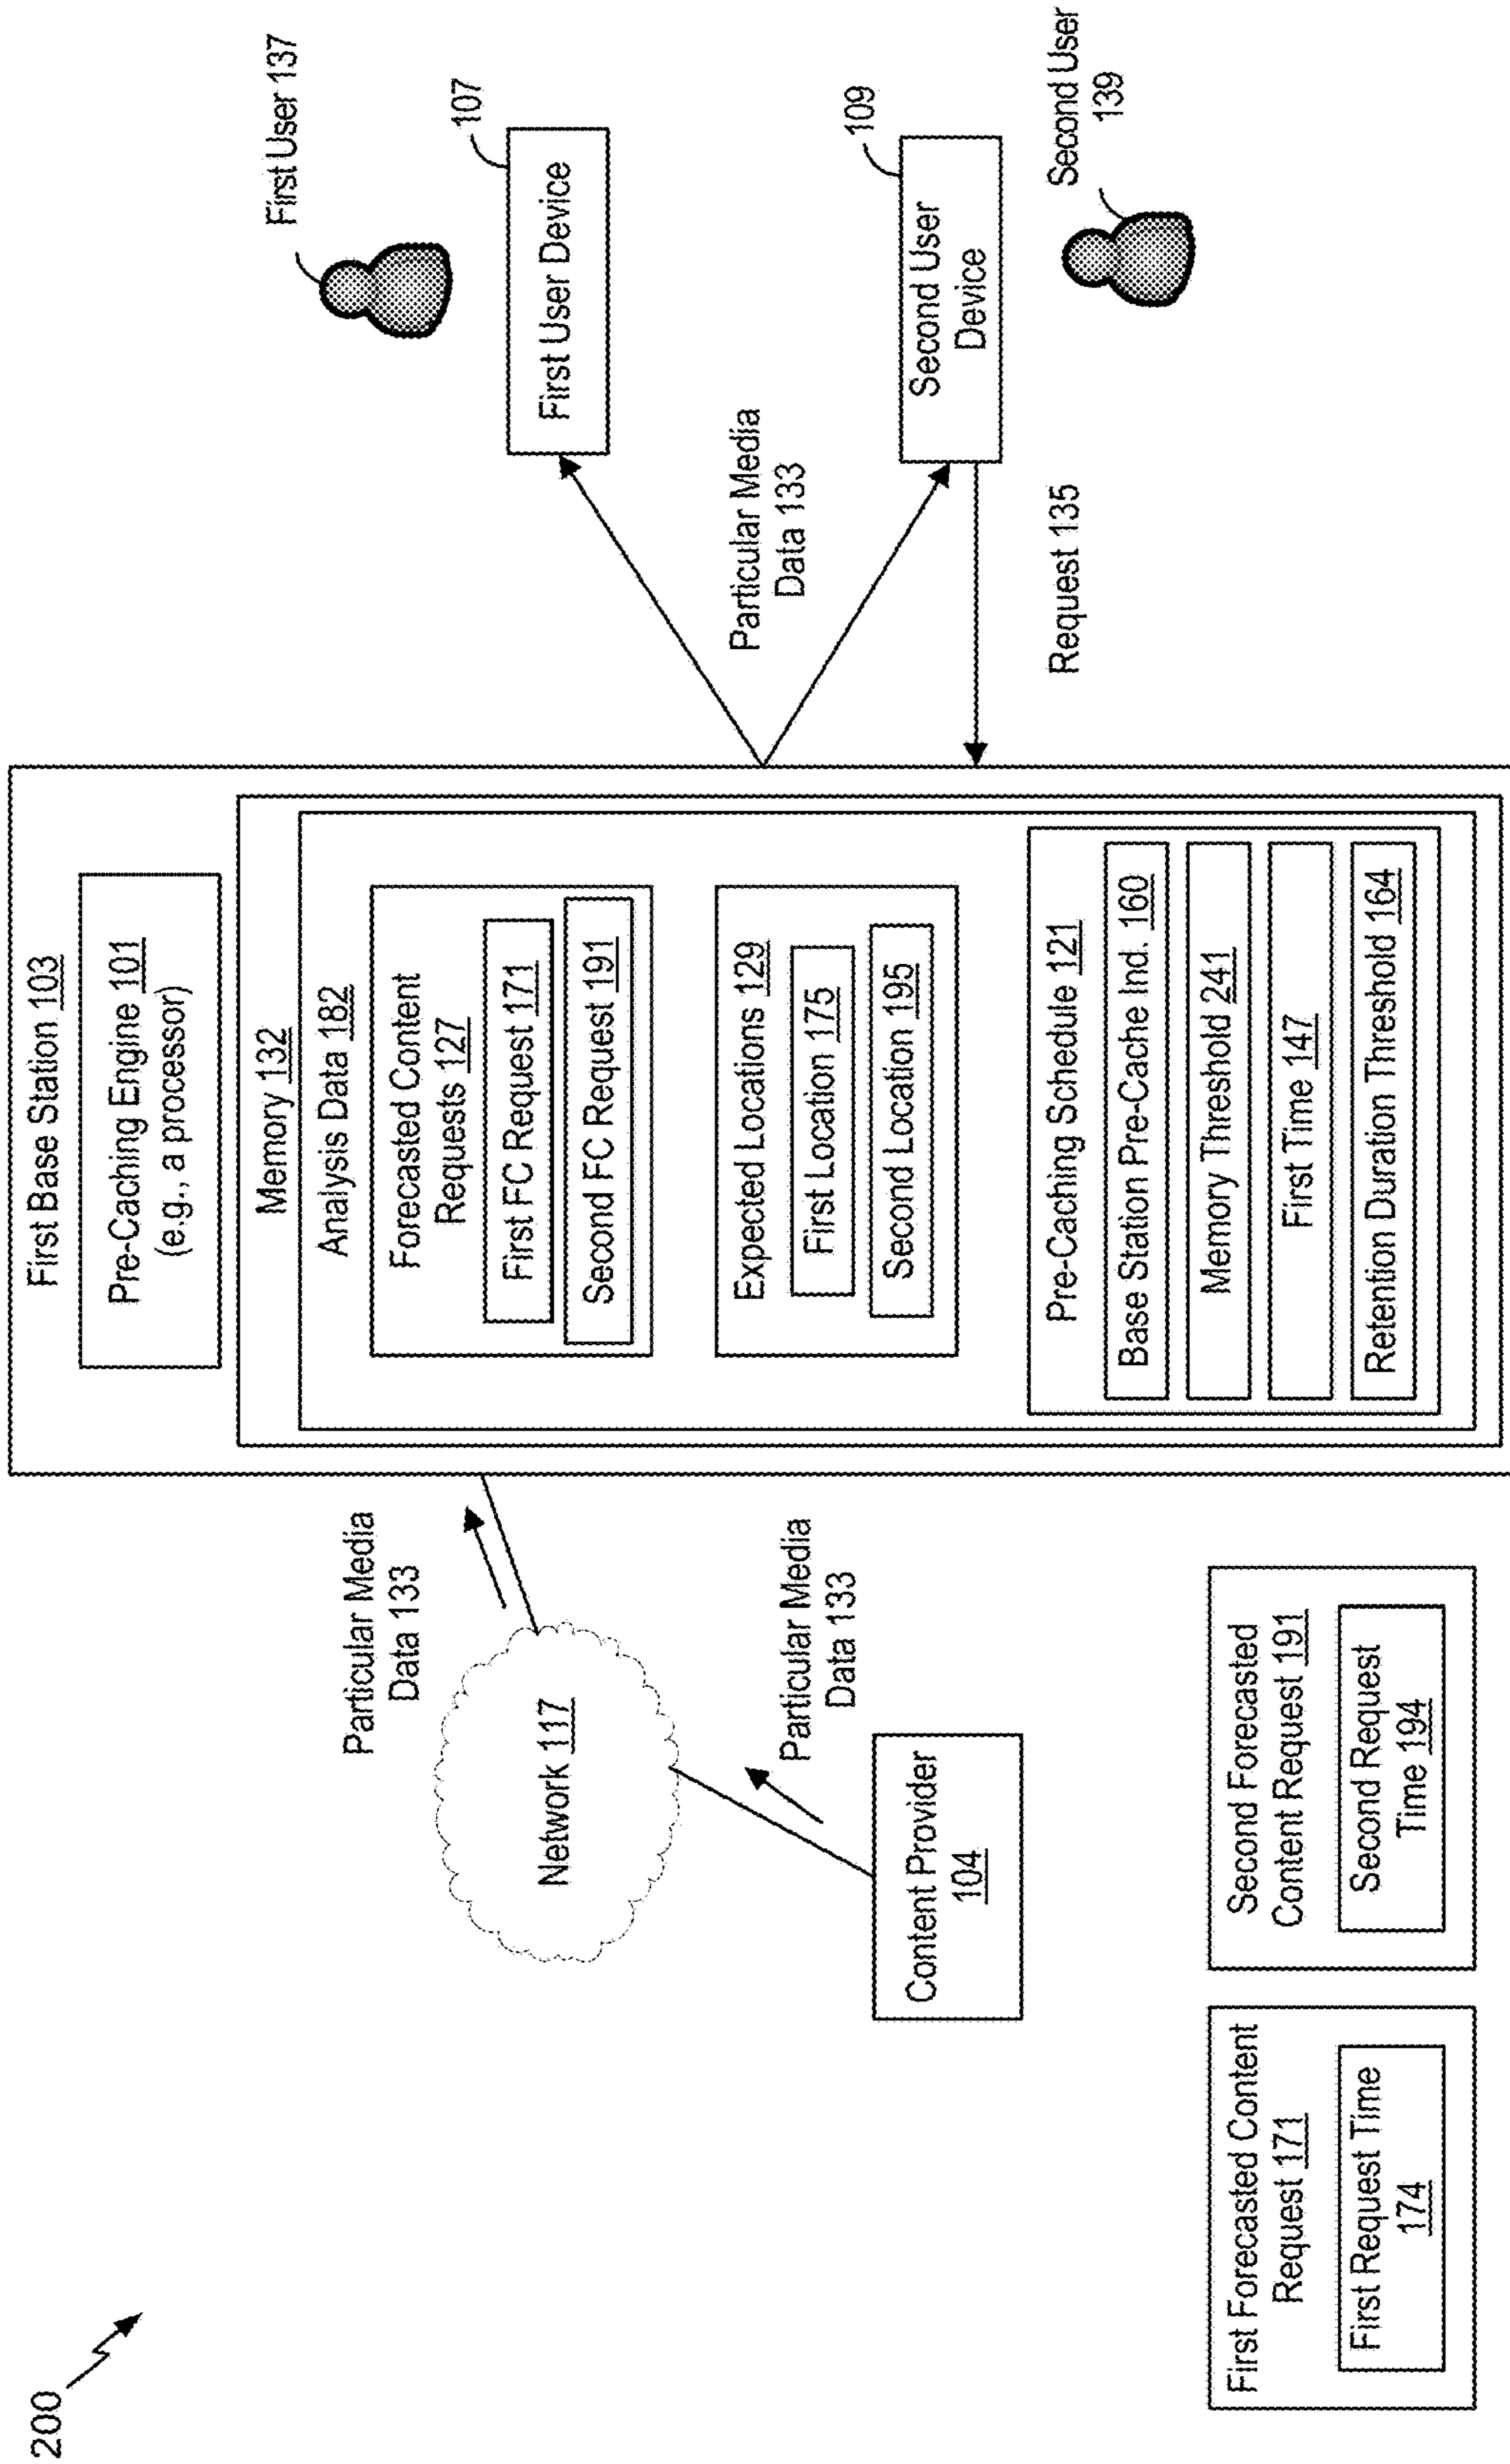 200
First Base Station 103
Pre-Caching Engine 101
(e.g., a processor)
Memory 132
Analysis Data 182
Forecasted Content
Requests 127
First FC Request 171
Second FC Request 191
Expected Locations 129
First Location 175
Second Location 195
Pre-Caching Schedule 121
Base Station Pre-Cache Ind. 160
Memory Threshold 241
First Time 147
Retention Duration Threshold 164
Particular Media
Data 133
Network 117
Particular Media
Data 133
Content Provider
104
First Forecasted Content
Request 171
First Request Time
174
Second Forecasted
Content Request 191
Second Request
Time 194
First User 137
107
First User Device
Particular Media
Data 133
109
Second User
Device
Request 135
Second User
139